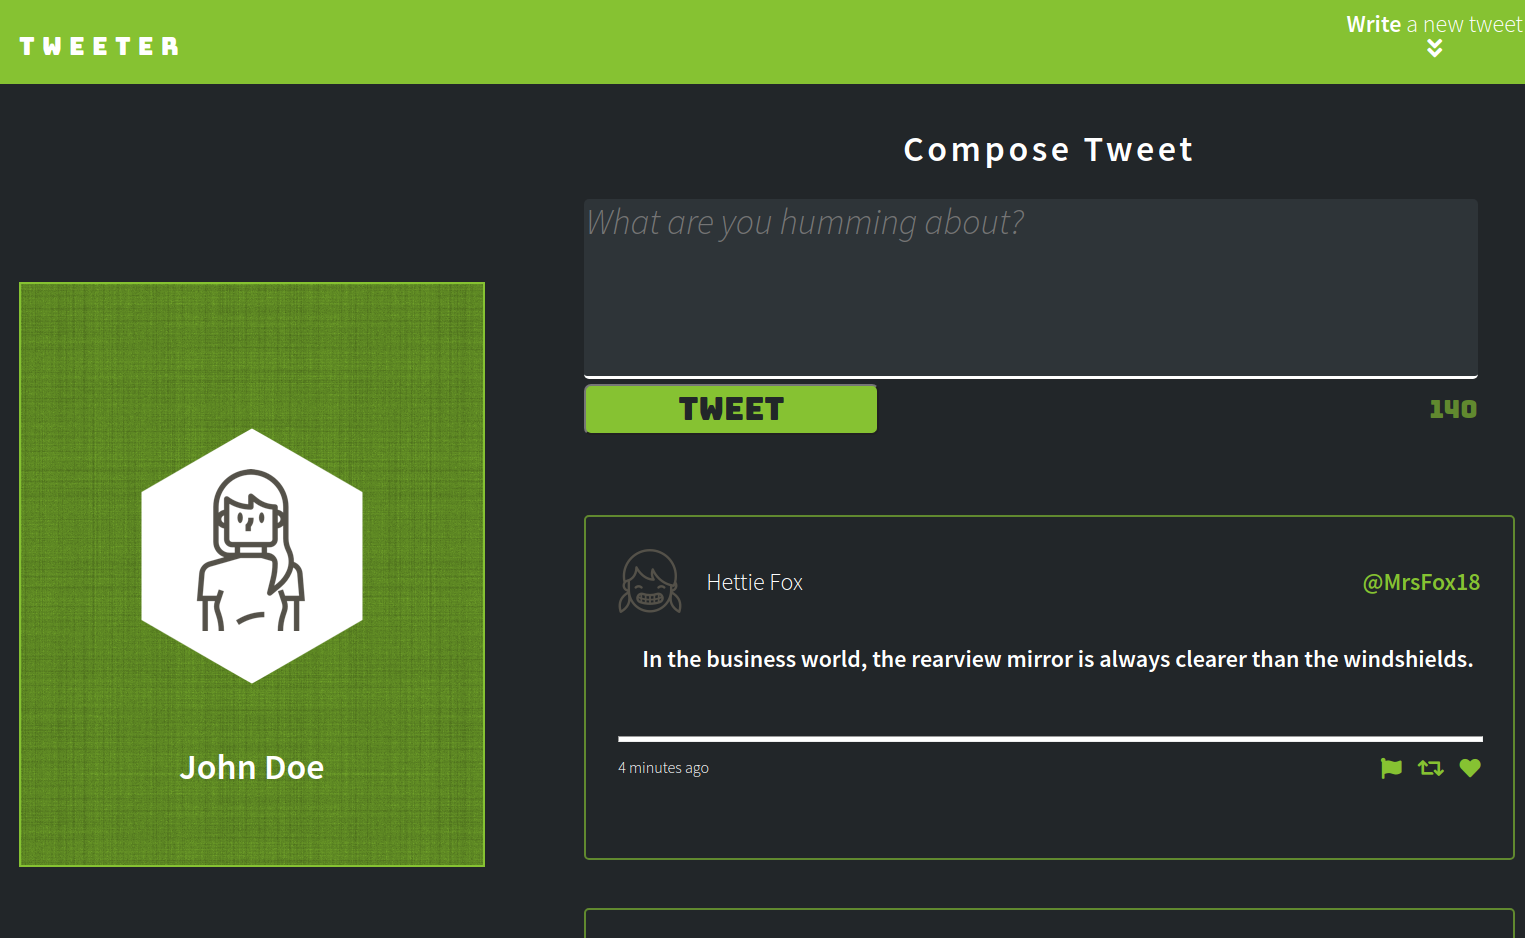 TWEETER
Write a new tweet
Compose Tweet
What are you humming about?
TWEET
140
John Doe
Hettie Fox
@MrsFox18
In the business world, the rearview mirror is always clearer than the windshields.
4 minutes ago